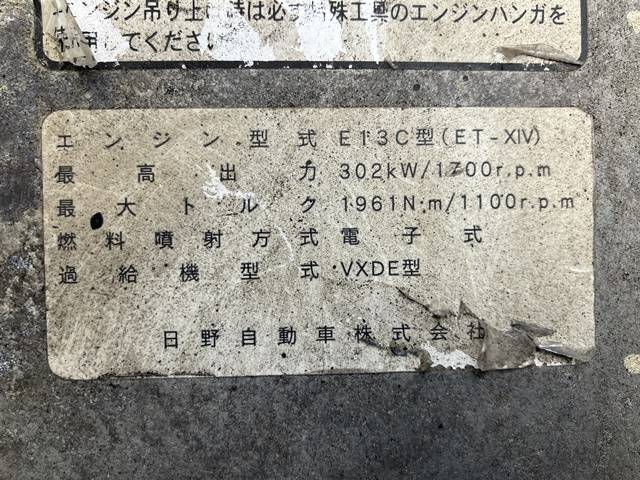 エンジン吊り上げ時は必ず特殊工具のエンジンハンガを
使用してください
エンジン型式 E13C型(ET-XIV)
最高出力 302kW/1700r.p.m
最大トルク 1961N·m/1100r.p.m
燃料噴射方式 電子式
過給機型式 VXDE型
日野自動車株式会社